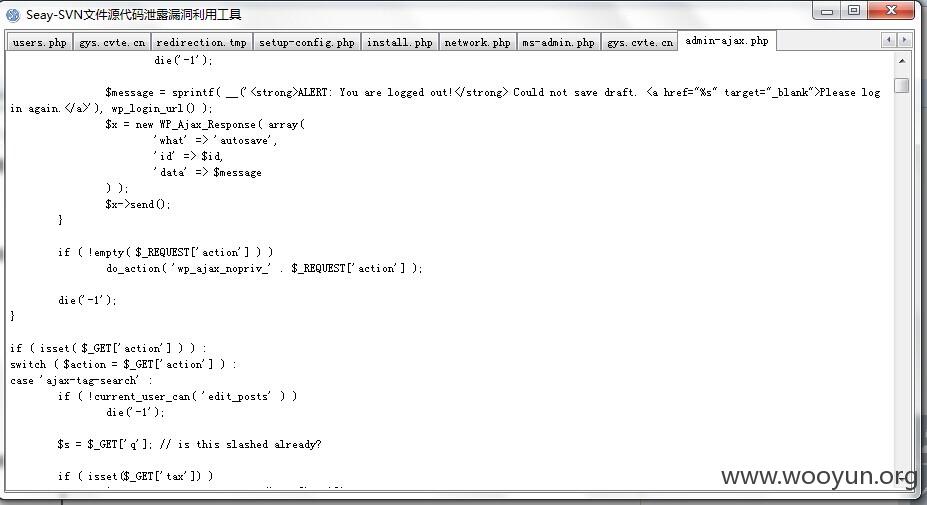 Seay-SVN文件源代码泄露漏洞利用工具
users.php gys.cvte.cn redirection.tmp setup-config.php install.php network.php ms-admin.php gys.cvte.cn admin-ajax.php
die('-1');
$message = sprintf( __('<strong>ALERT: You are logged out!</strong> Could not save draft. <a href="%s" target="_blank">Please log
in again.</a>'), wp_login_url() );
$x = new WP_Ajax_Response( array(
'what' => 'autosave',
'id' => $id,
'data' => $message
) );
$x->send();
}
if ( !empty( $_REQUEST['action'] ) )
do_action( 'wp_ajax_nopriv_' . $_REQUEST['action'] );
die('-1');
}
if ( isset( $_GET['action'] ) ) :
switch ( $action = $_GET['action'] ) :
case 'ajax-tag-search' :
if ( !current_user_can( 'edit_posts' ) )
die('-1');
$s = $_GET['q']; // is this slashed already?
if ( isset($_GET['tax']) )
www.wooyun.org